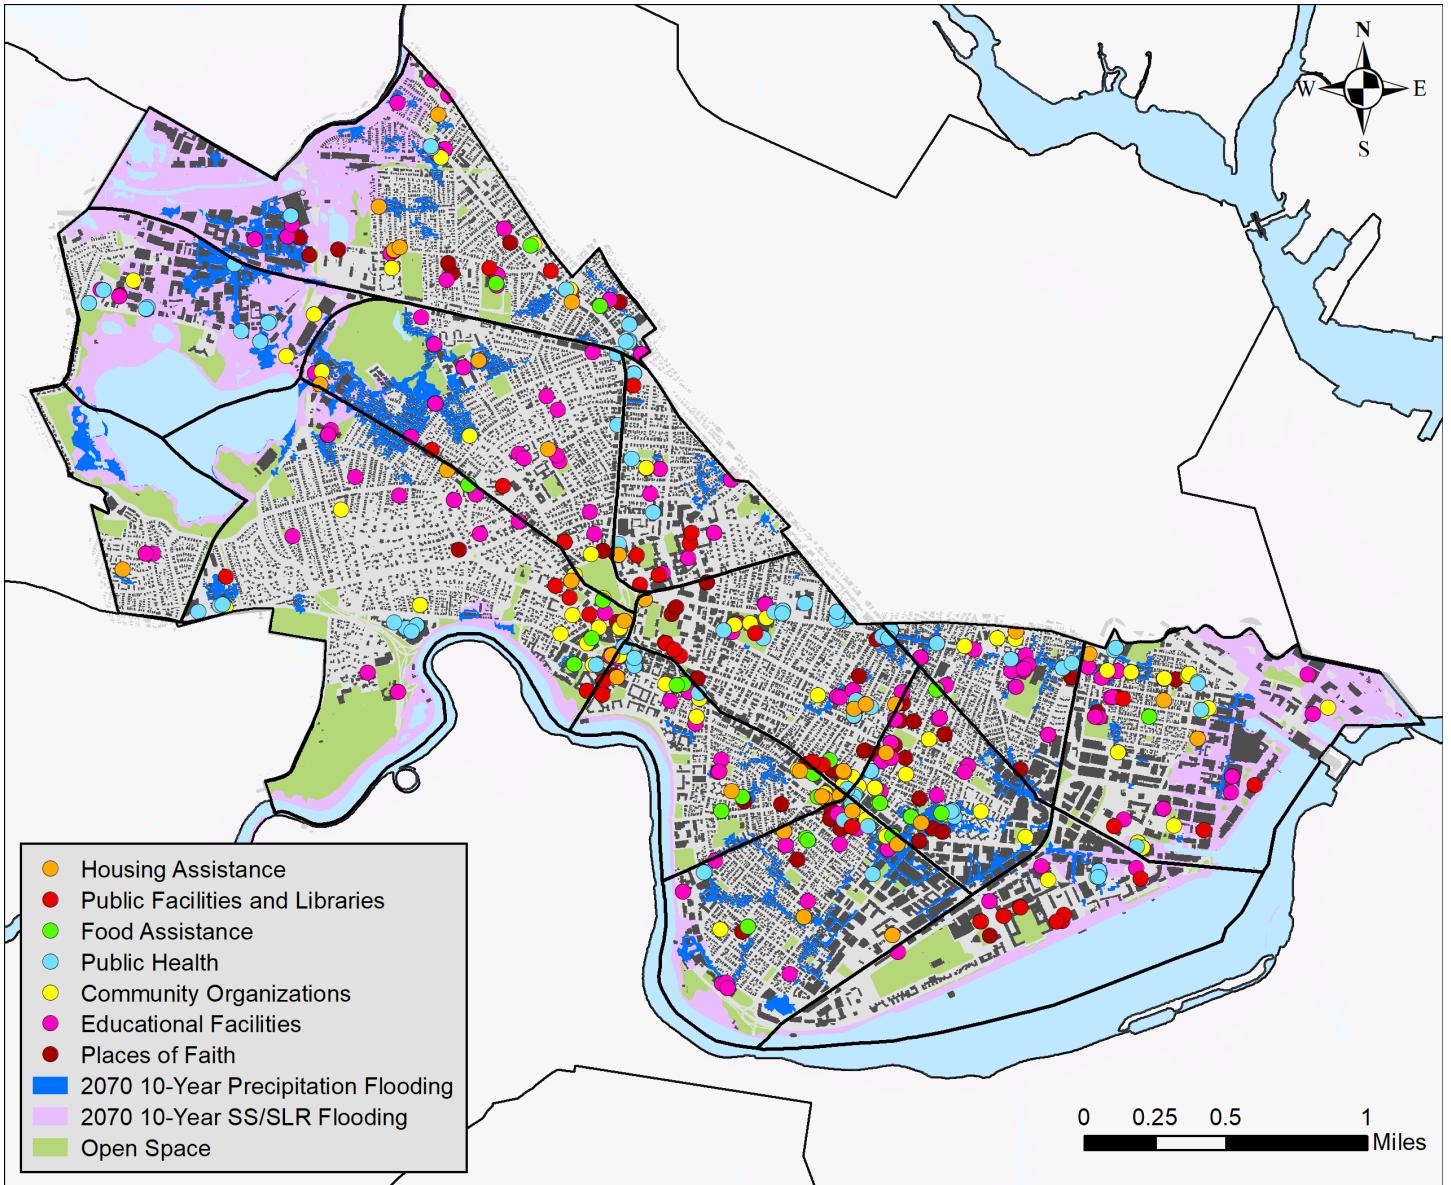 N
W E
S
Housing Assistance
Public Facilities and Libraries
Food Assistance
Public Health
Community Organizations
Educational Facilities
Places of Faith
2070 10-Year Precipitation Flooding
2070 10-Year SS/SLR Flooding
Open Space
0 0.25 0.5 1
Miles